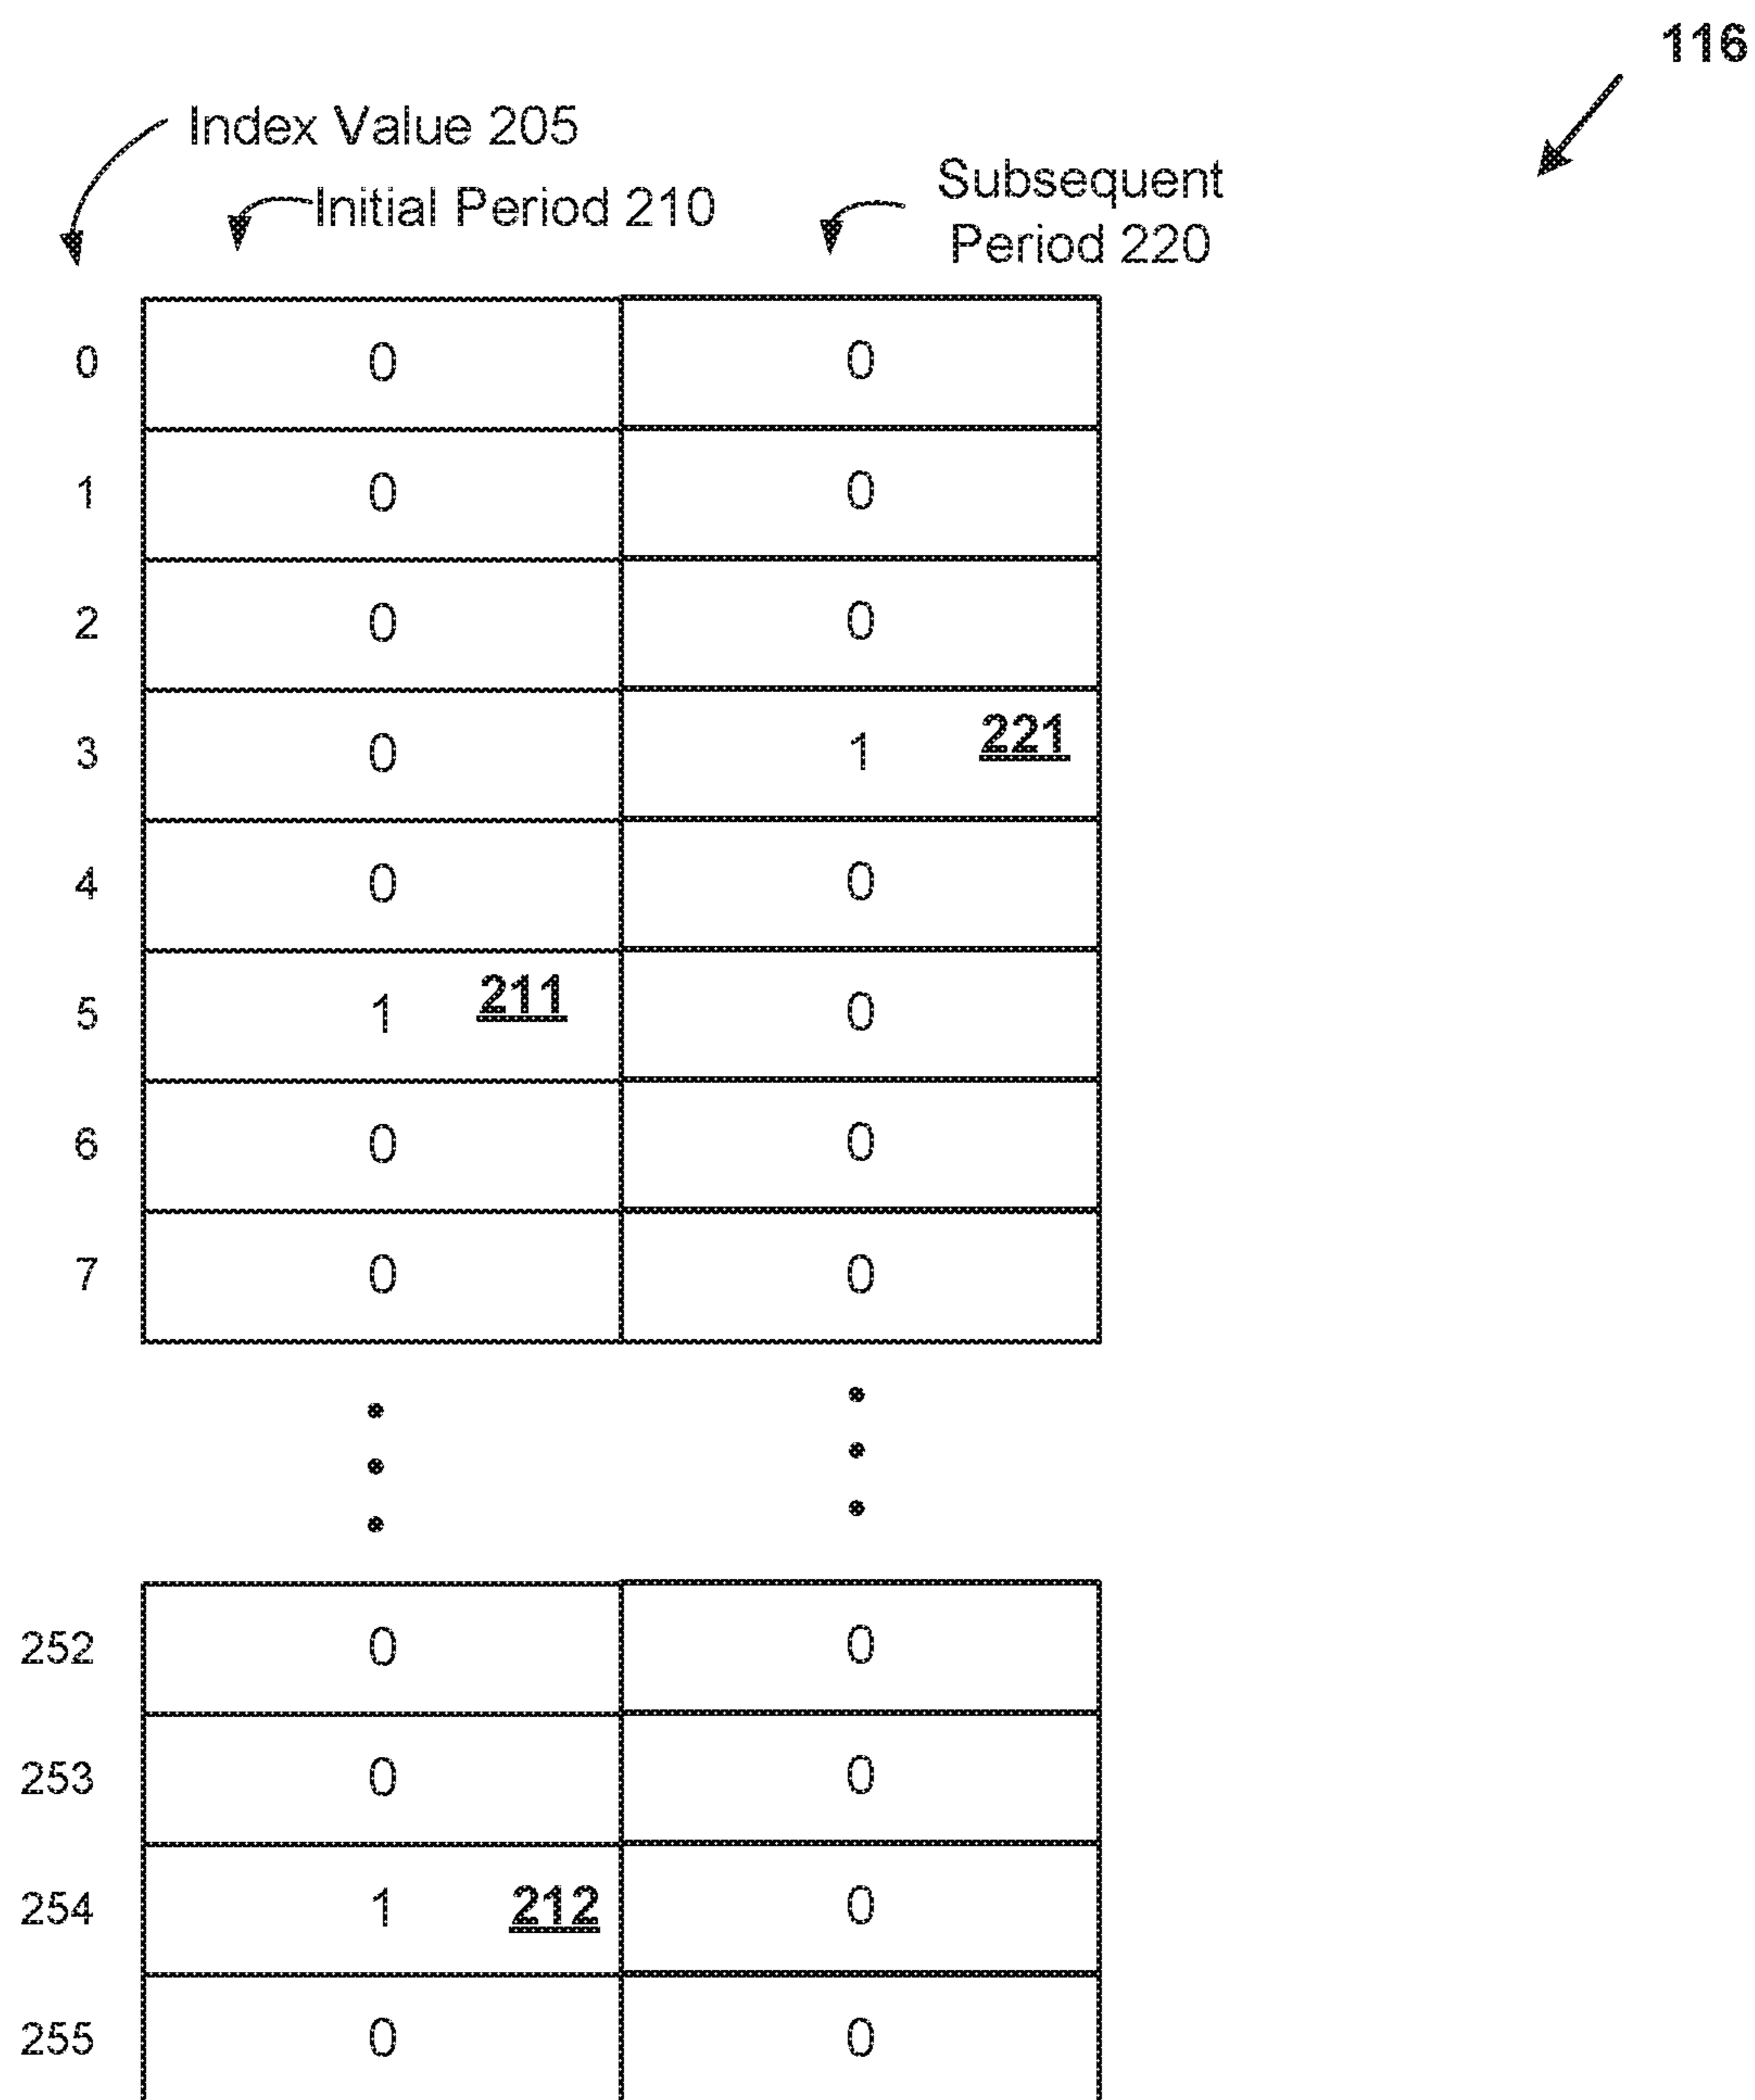 116
Index Value 205
Initial Period 210
Subsequent
Period 220
0 0 0
1 0 0
2 0 0
3 0 1 221
4 0 0
5 1 211 0
6 0 0
7 0 0
252 0 0
253 0 0
254 1 212 0
255 0 0